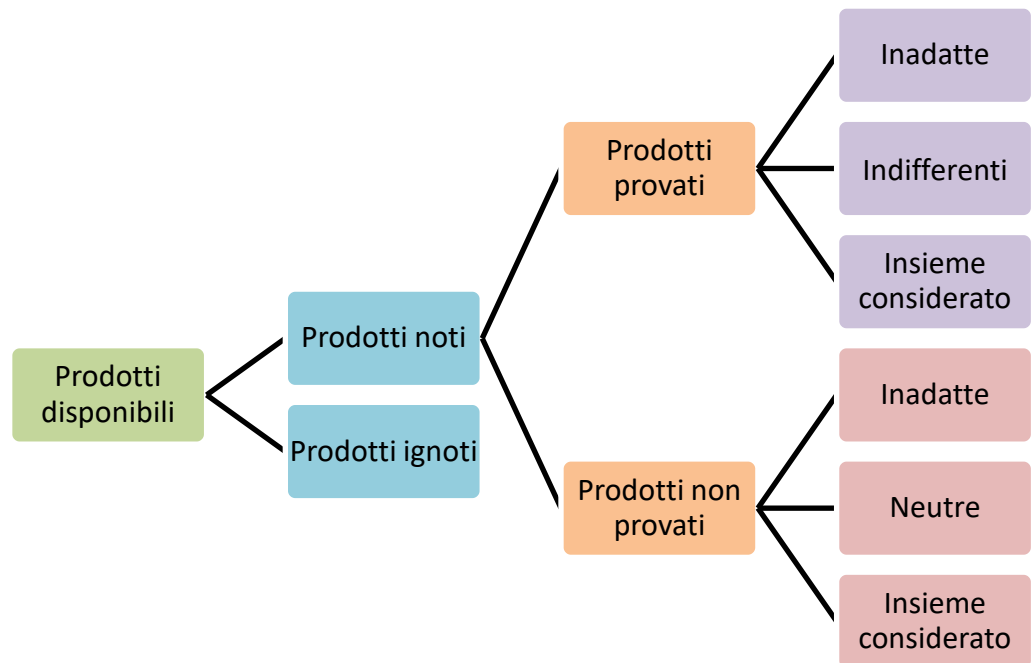 Prodotti
disponibili
Prodotti noti
Prodotti ignoti
Prodotti
provati
Prodotti non
provati
Inadatte
Indifferenti
Insieme
considerato
Inadatte
Neutre
Insieme
considerato